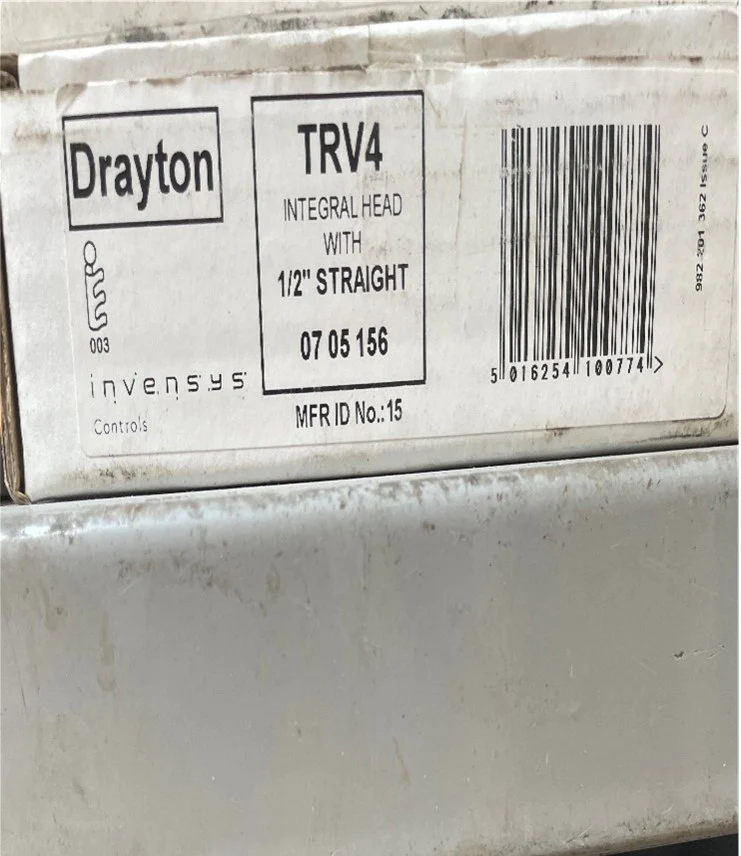 Drayton
003
invensys
Controls
TRV4
INTEGRAL HEAD
WITH
1/2" STRAIGHT
07 05 156
MFR ID No.:15
5 016254 100774 >
982 201 362 Issue C